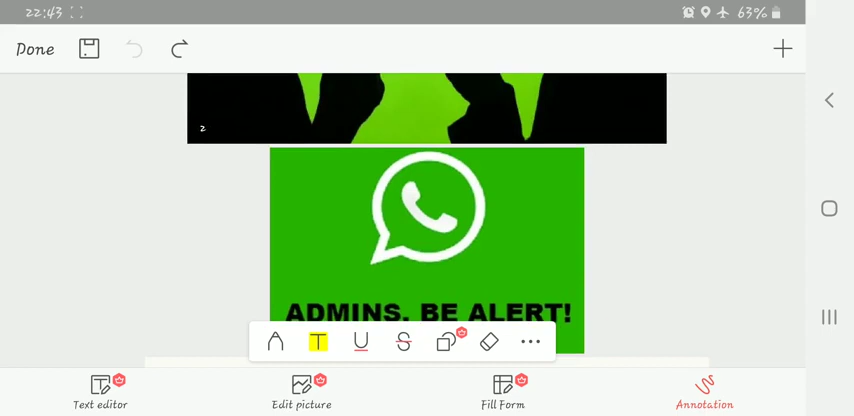 22:43
63%
Done
2
ADMINS, BE ALERT!
T U S
Text editor
Edit picture
Fill Form
Annotation